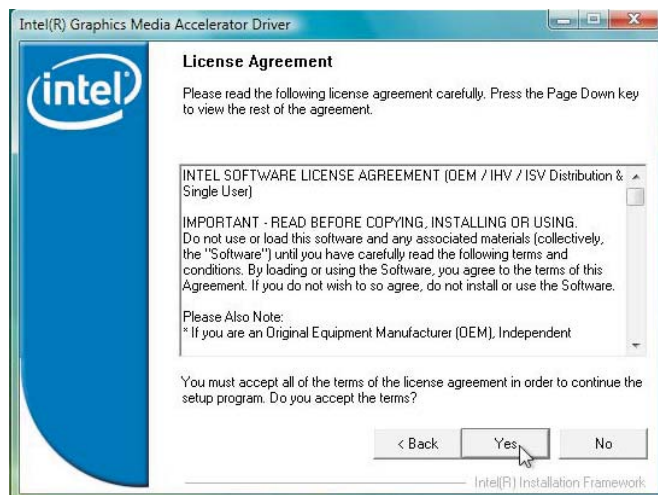 Intel(R) Graphics Media Accelerator Driver
intel
License Agreement
Please read the following license agreement carefully. Press the Page Down key
to view the rest of the agreement.
INTEL SOFTWARE LICENSE AGREEMENT (OEM / IHV / ISV Distribution &
Single User)
IMPORTANT - READ BEFORE COPYING, INSTALLING OR USING.
Do not use or load this software and any associated materials (collectively,
the "Software") until you have carefully read the following terms and
conditions. By loading or using the Software, you agree to the terms of this
Agreement. If you do not wish to so agree, do not install or use the Software.
Please Also Note:
* If you are an Original Equipment Manufacturer (OEM), Independent
You must accept all of the terms of the license agreement in order to continue the
setup program. Do you accept the terms?
< Back Yes No
Intel(R) Installation Framework